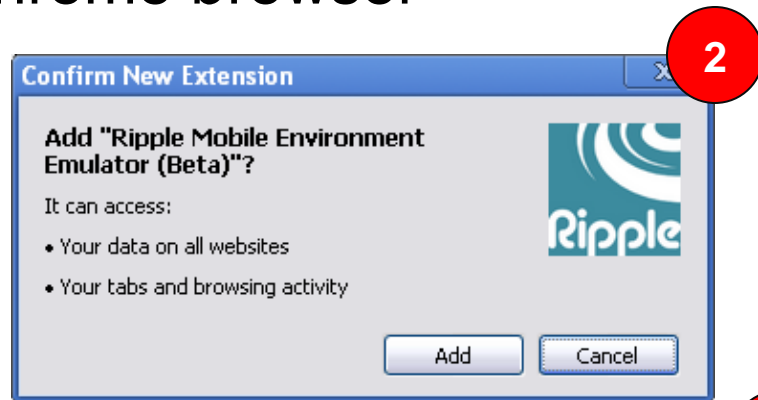 browser
2
Confirm New Extension
Add "Ripple Mobile Environment
Emulator (Beta)"?
It can access:
• Your data on all websites
• Your tabs and browsing activity
Ripple
Add
Cancel